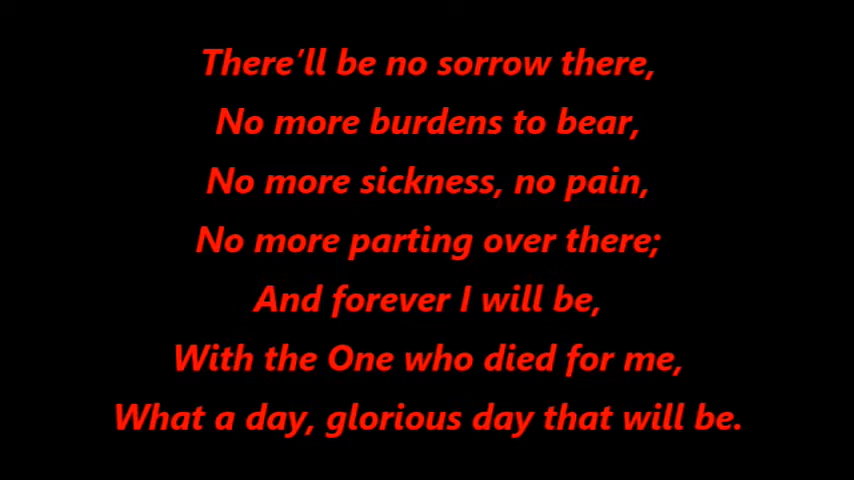 There'll be no sorrow there,
No more burdens to bear,
No more sickness, no pain,
No more parting over there;
And forever I will be,
With the One who died for me,
What a day, glorious day that will be.